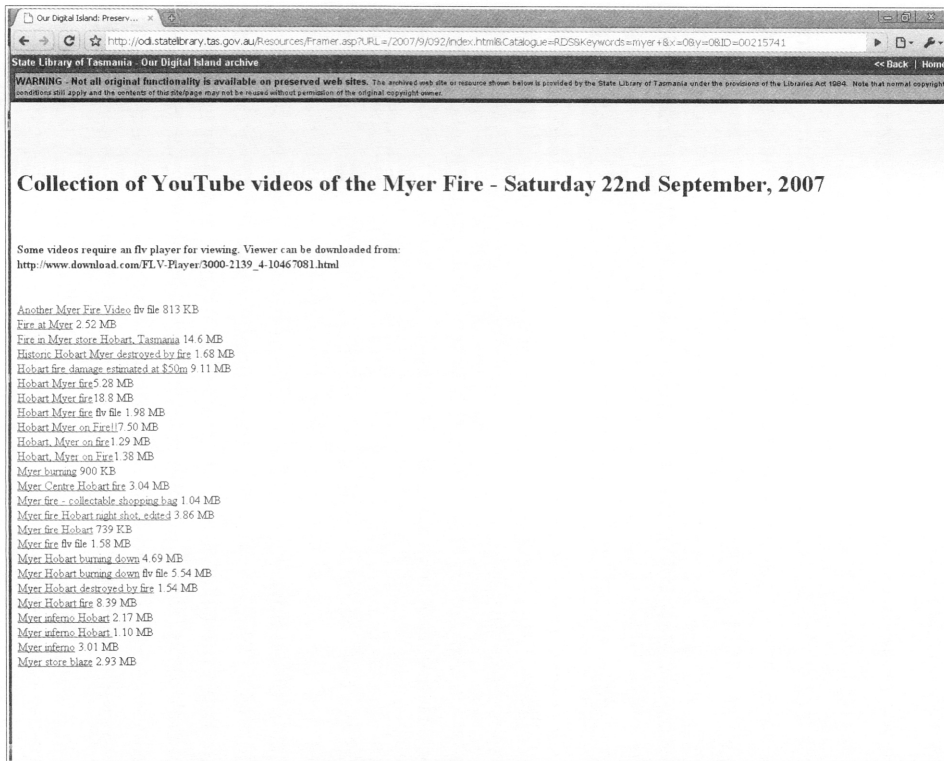 Our Digital Island: Preserv...
http://odi.statelibrary.tas.gov.au/Resources/Framer.asp?URL=/2007/9/092/index.html&Catalogue=RDS&Keywords=myer+&x=0&y=0&ID=00215741
State Library of Tasmania - Our Digital Island archive << Back | Home
WARNING - Not all original functionality is available on preserved web sites. The archived web site or resource shown below is provided by the State Library of Tasmania under the provisions of the Libraries Act 1984. Note that normal copyright
conditions still apply and the contents of this site/page may not be reused without permission of the original copyright owner.
Collection of YouTube videos of the Myer Fire - Saturday 22nd September, 2007
Some videos require an flv player for viewing. Viewer can be downloaded from:
http://www.download.com/FLV-Player/3000-2139_4-10467081.html
Another Myer Fire Video flv file 813 KB
Fire at Myer 2.52 MB
Fire in Myer store Hobart, Tasmania 14.6 MB
Historic Hobart Myer destroyed by fire 1.68 MB
Hobart fire damage estimated at $50m 9.11 MB
Hobart Myer fire5.28 MB
Hobart Myer fire18.8 MB
Hobart Myer fire flv file 1.98 MB
Hobart Myer on Fire!!7.50 MB
Hobart, Myer on fire1.29 MB
Hobart, Myer on Fire1.38 MB
Myer burning 900 KB
Myer Centre Hobart fire 3.04 MB
Myer fire - collectable shopping bag 1.04 MB
Myer fire Hobart night shot, edited 3.86 MB
Myer fire Hobart 739 KB
Myer fire flv file 1.58 MB
Myer Hobart burning down 4.69 MB
Myer Hobart burning down flv file 5.54 MB
Myer Hobart destroyed by fire 1.54 MB
Myer Hobart fire 8.39 MB
Myer inferno Hobart 2.17 MB
Myer inferno Hobart 1.10 MB
Myer inferno 3.01 MB
Myer store blaze 2.93 MB